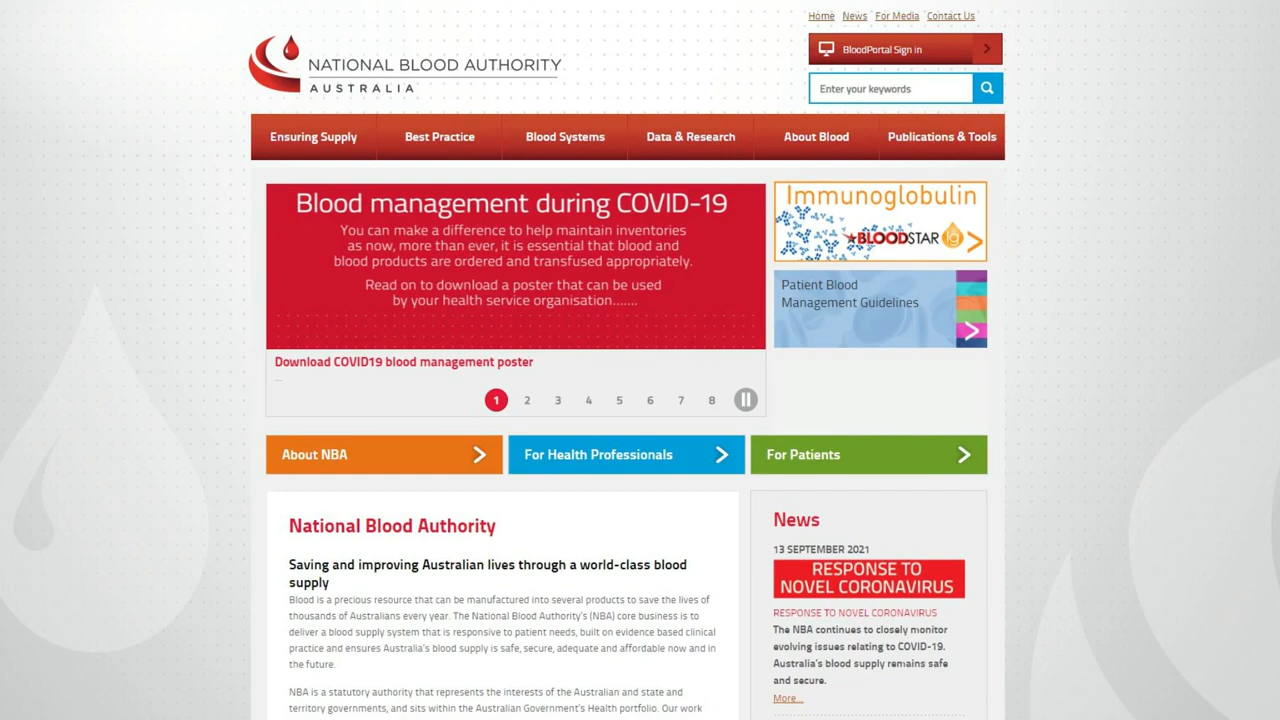 Home News For Media Contact Us
NATIONAL BLOOD AUTHORITY
AUSTRALIA
BloodPortal Sign in
Enter your keywords
Ensuring Supply Best Practice Blood Systems Data & Research About Blood Publications & Tools
Blood management during COVID-19
You can make a difference to help maintain inventories
as now, more than ever, it is essential that blood and
blood products are ordered and transfused appropriately.
Read on to download a poster that can be used
by your health service organisation.......
Download COVID19 blood management poster
...
1 2 3 4 5 6 7 8
Immunoglobulin
BLOODSTAR Ig
Patient Blood
Management Guidelines
About NBA
For Health Professionals
For Patients
National Blood Authority
Saving and improving Australian lives through a world-class blood
supply
Blood is a precious resource that can be manufactured into several products to save the lives of
thousands of Australians every year. The National Blood Authority's (NBA) core business is to
deliver a blood supply system that is responsive to patient needs, built on evidence based clinical
practice and ensures Australia's blood supply is safe, secure, adequate and affordable now and in
the future.
NBA is a statutory authority that represents the interests of the Australian and state and
territory governments, and sits within the Australian Government's Health portfolio. Our work
News
13 SEPTEMBER 2021
RESPONSE TO
NOVEL CORONAVIRUS
RESPONSE TO NOVEL CORONAVIRUS
The NBA continues to closely monitor
evolving issues relating to COVID-19.
Australia's blood supply remains safe
and secure.
More...